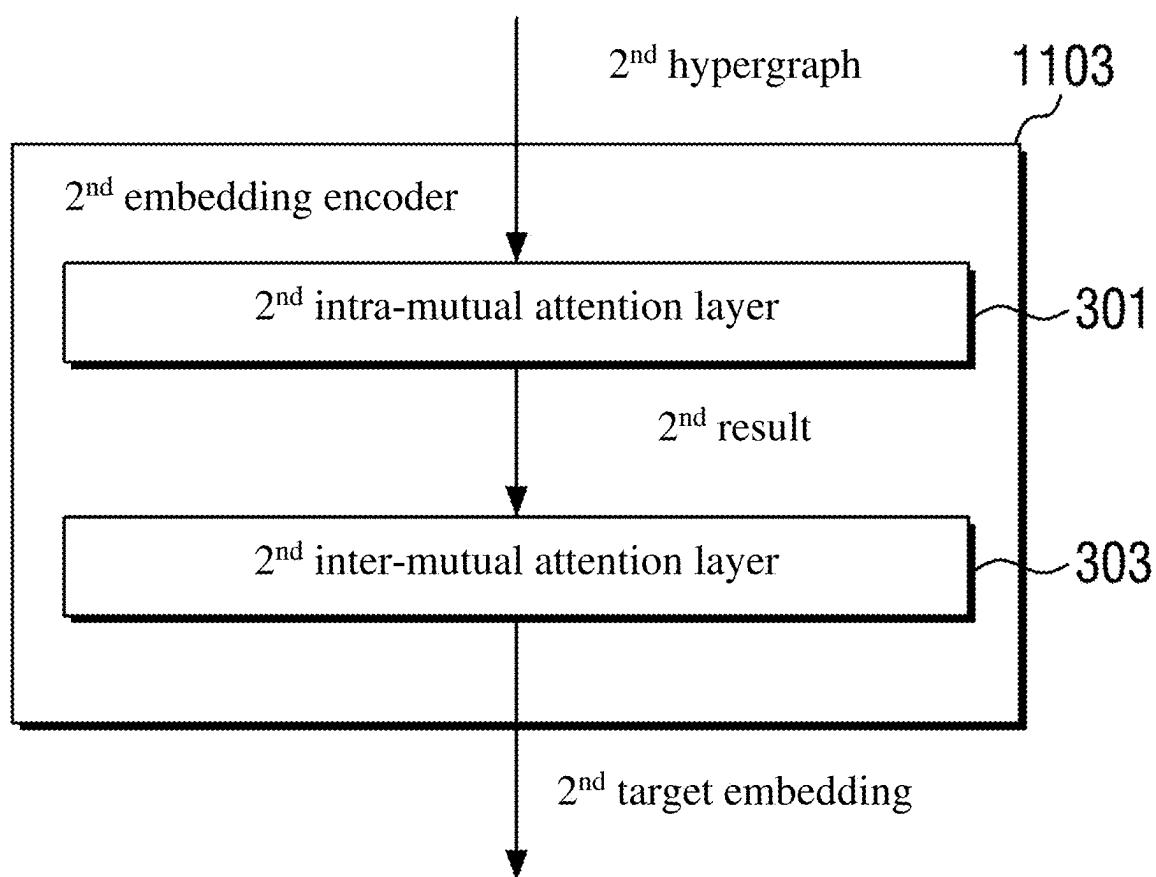 2nd hypergraph
1103
2nd embedding encoder
2nd intra-mutual attention layer
301
2nd result
2nd inter-mutual attention layer
303
2nd target embedding